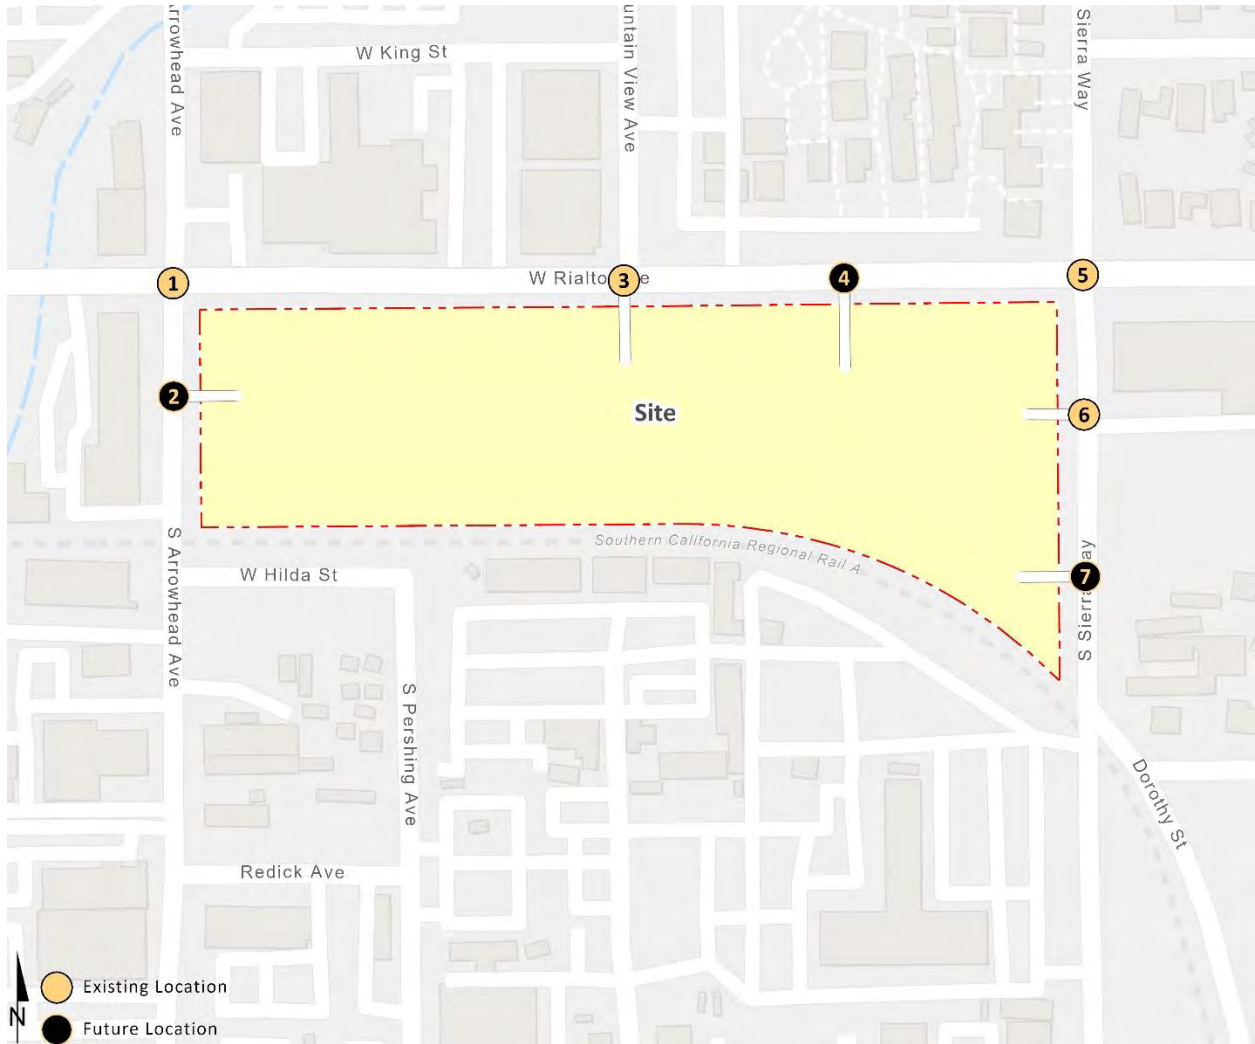 Arrowhead Ave
W King St
untain View Ave
Sierra Way
1
W Rialto
e
3
4
5
2
Site
6
Southern California Regional Rail A
W Hilda St
7
S Arrowhead Ave
S Sier
ay
S Pershing Ave
Dorothy St
Redick Ave
Existing Location
N
Future Location